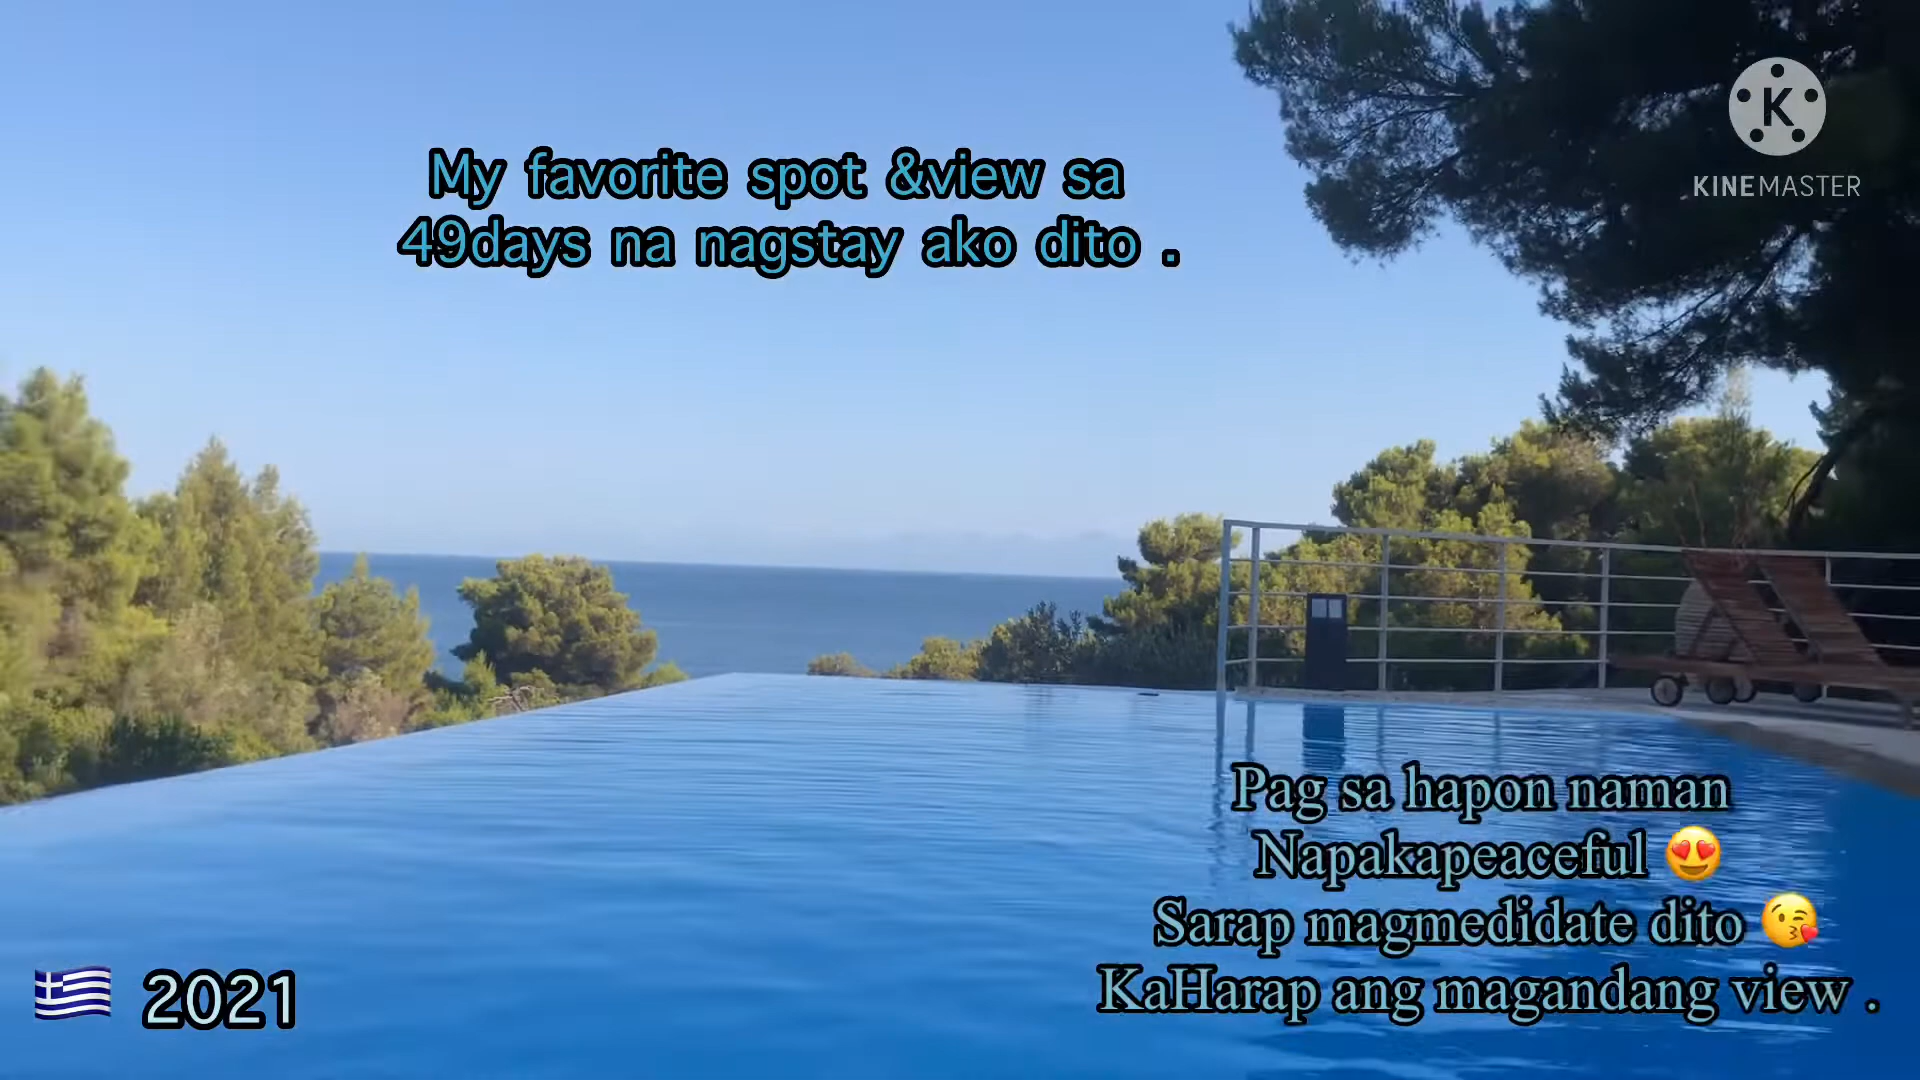 KINEMASTER
My favorite spot &view sa
49days na nagstay ako dito .
Pag sa hapon naman
Napakapeaceful 😍
Sarap magmedidate dito 😘
KaHarap ang magandang view .
🇬🇷 2021